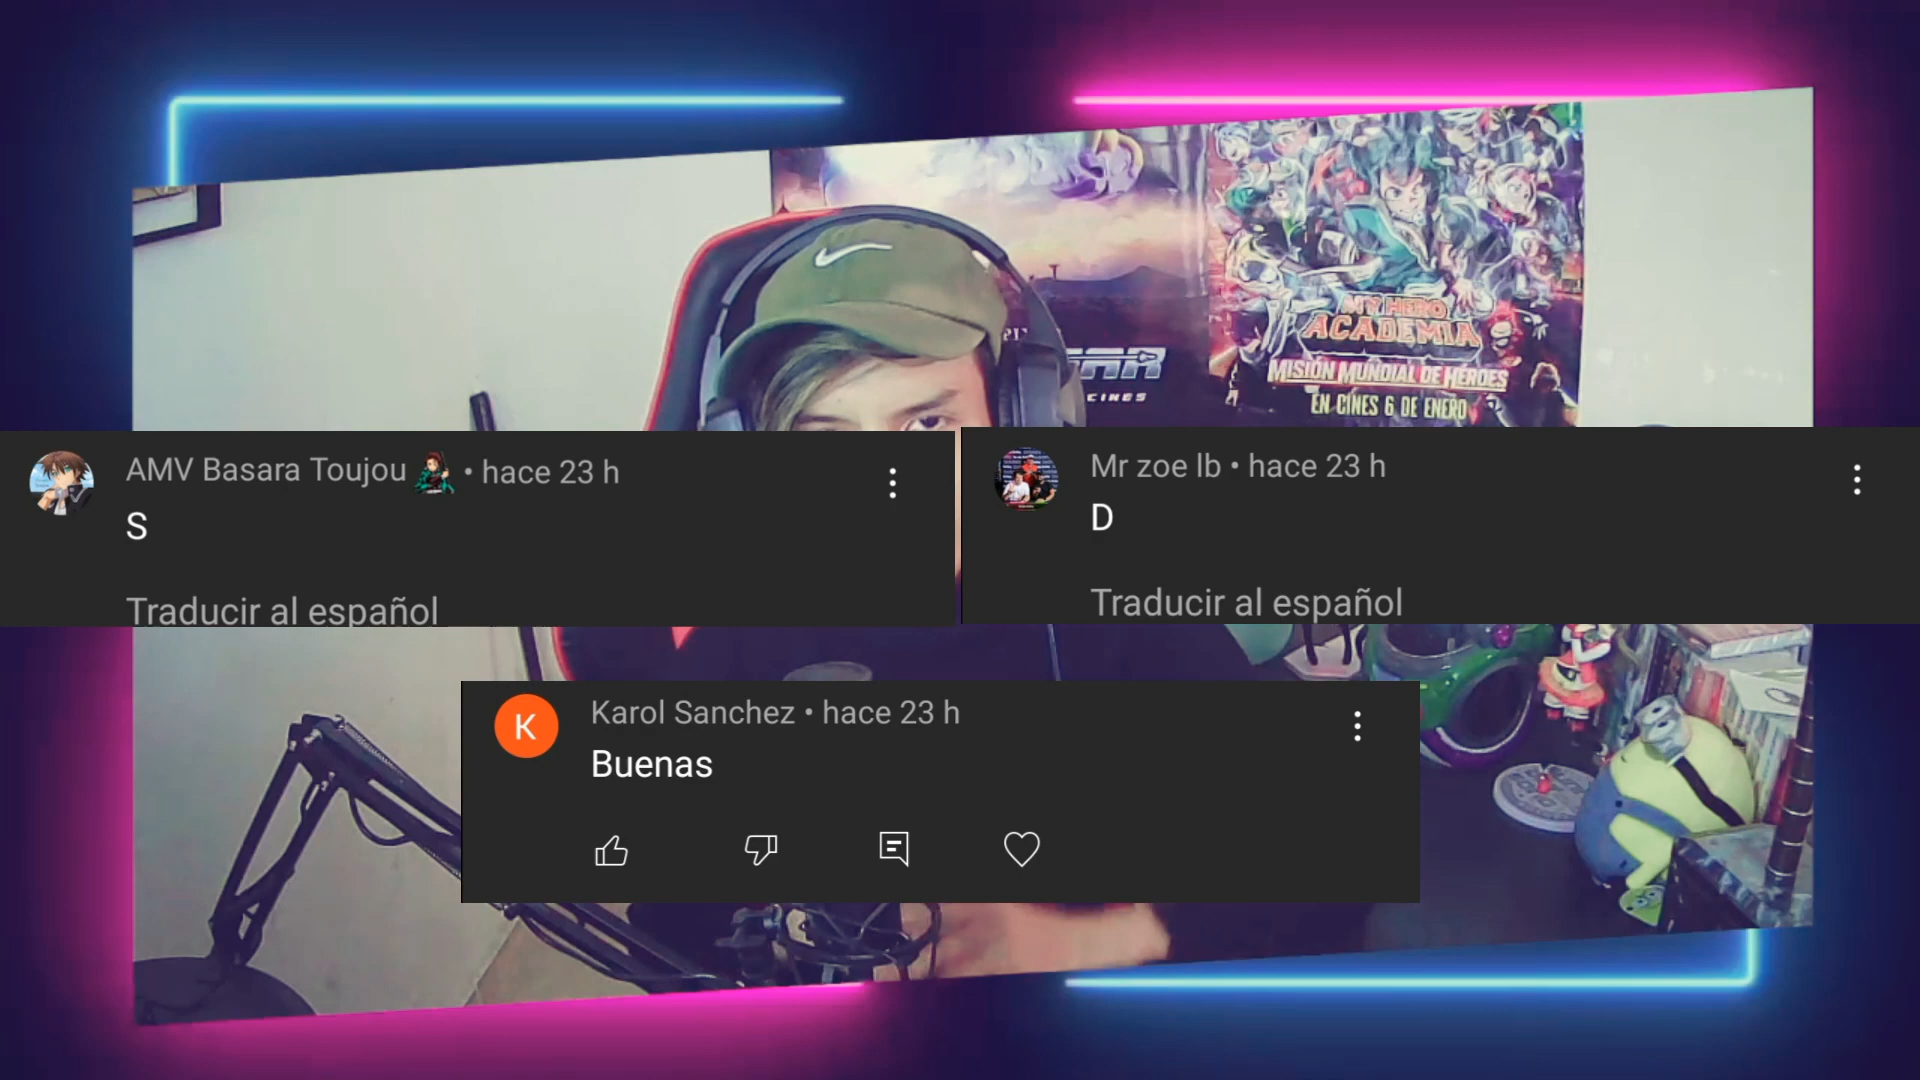 MY HERO
ACADEMIA
MISIÓN MUNDIAL DE HÉROES
EN CINES 6 DE ENERO
CINES
AMV Basara Toujou • hace 23 h
S
Traducir al español
Mr zoe lb • hace 23 h
D
Traducir al español
K
Karol Sanchez • hace 23 h
Buenas